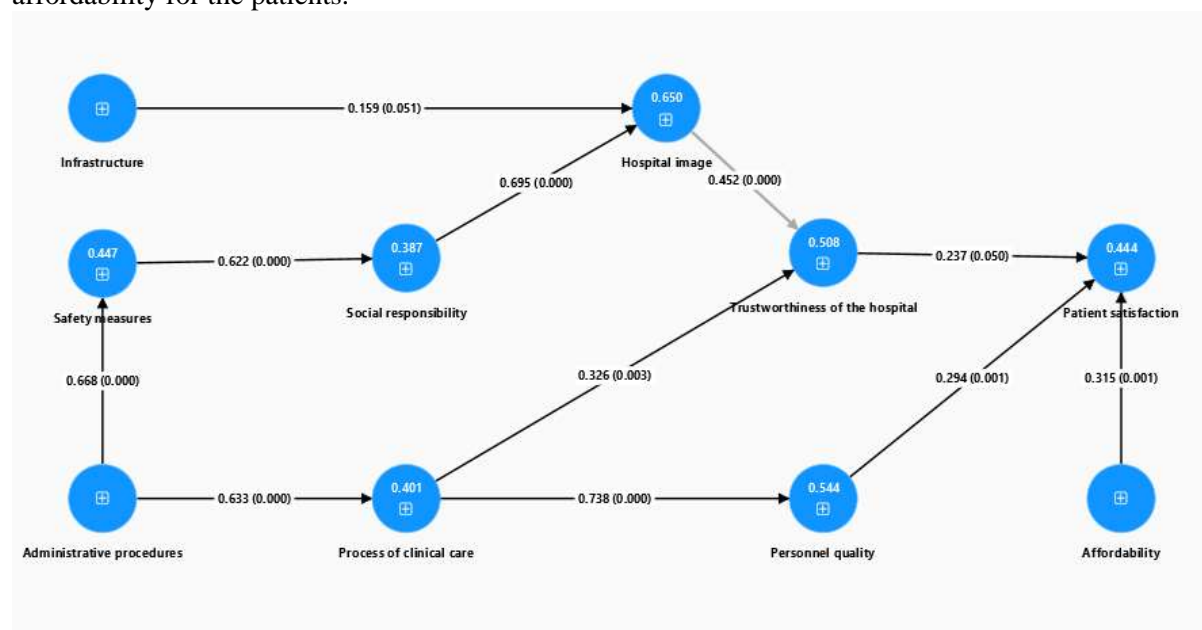 affordability for the patients.
0.650
0.159 (0.051)
Infrastructure
Hospital image
0.695 (0.000)
0.452 (0.000)
0.447
0.387
0.508
0.444
0.622 (0.000)
0.237 (0.050)
Safety measures
Social responsibility
Trustworthiness of the hospital
Patient satisfaction
0.668 (0.000)
0.326 (0.003)
0.294 (0.001)
0.315 (0.001)
0.401
0.544
0.633 (0.000)
0.738 (0.000)
Administrative procedures
Process of clinical care
Personnel quality
Affordability